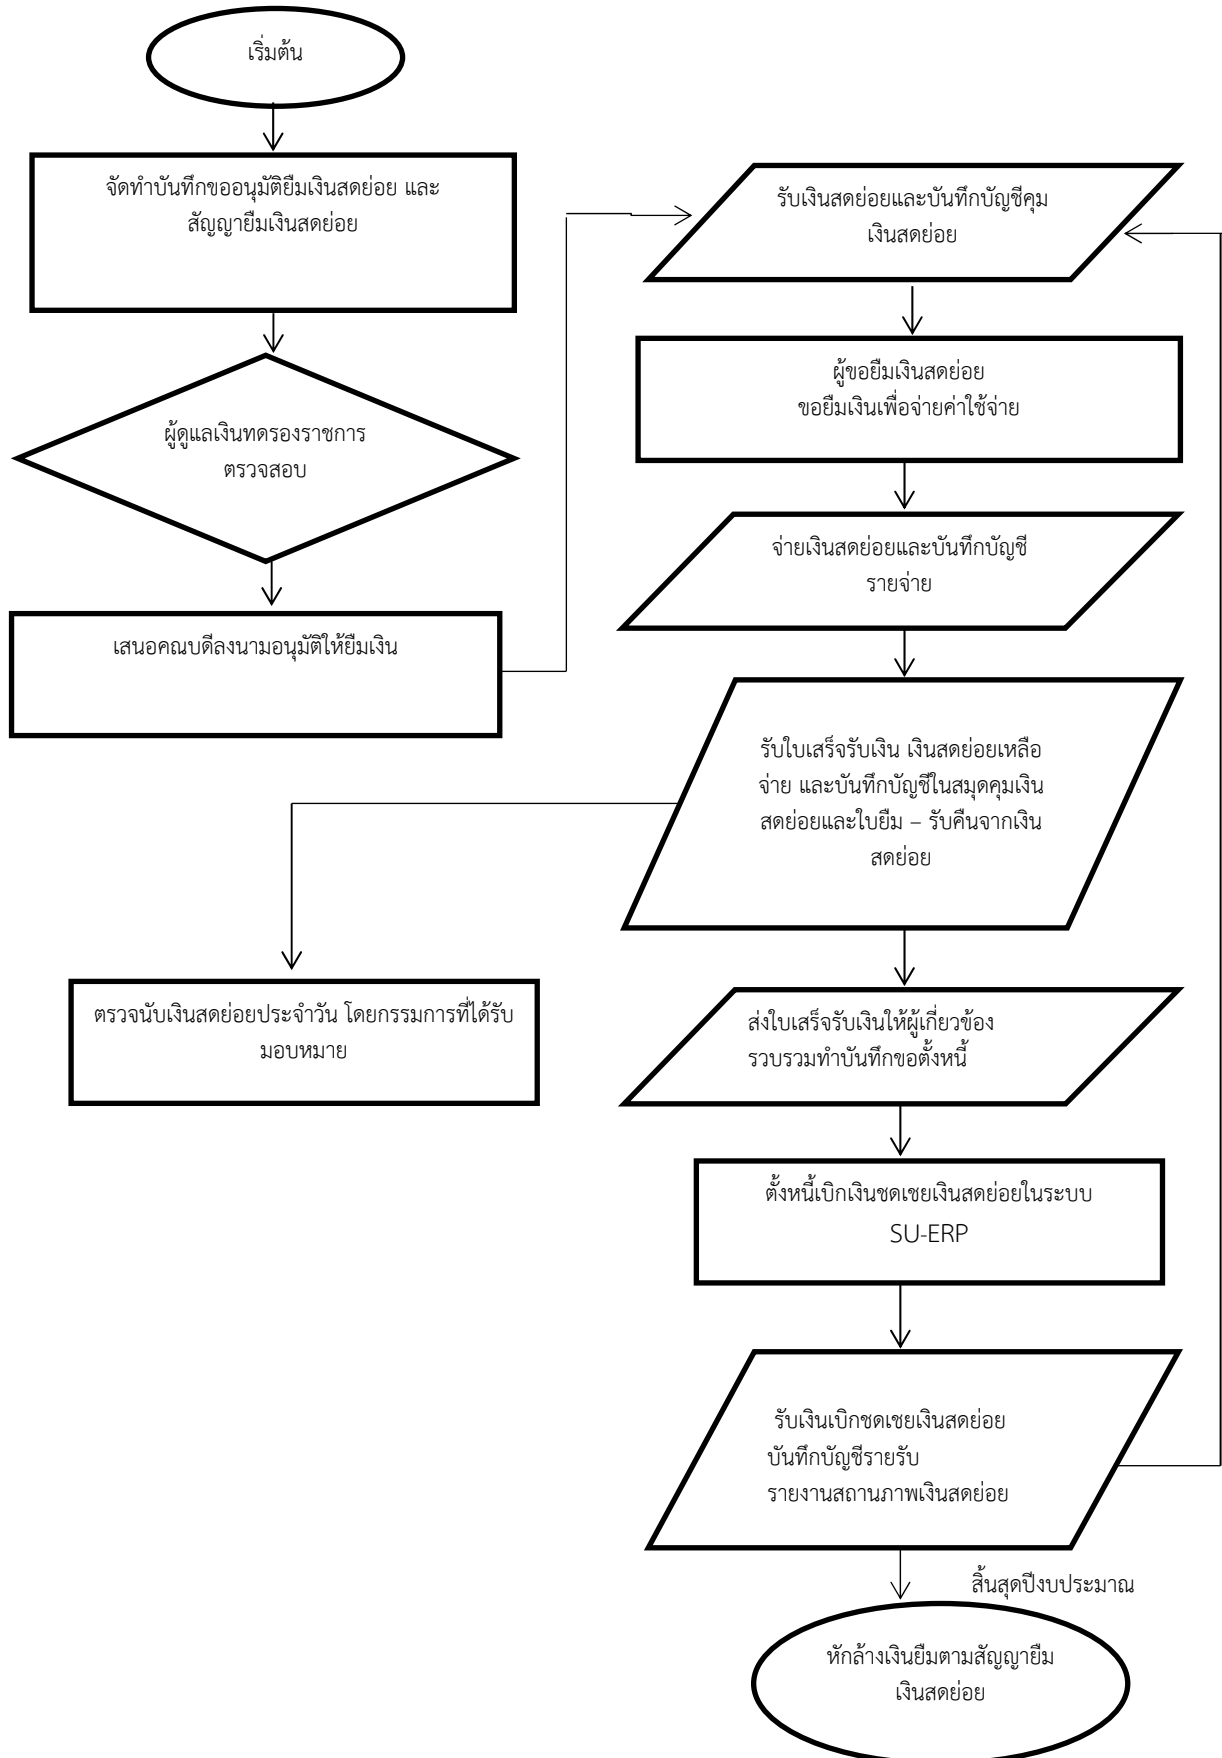 เริ่มต้น
จัดทำบันทึกขออนุมัติยืมเงินสดย่อย และ
สัญญายืมเงินสดย่อย
ผู้ดูแลเงินทดรองราชการ
ตรวจสอบ
เสนอคณบดีลงนามอนุมัติให้ยืมเงิน
รับเงินสดย่อยและบันทึกบัญชีคุม
เงินสดย่อย
ผู้ขอยืมเงินสดย่อย
ขอยืมเงินเพื่อจ่ายค่าใช้จ่าย
จ่ายเงินสดย่อยและบันทึกบัญชี
รายจ่าย
รับใบเสร็จรับเงิน เงินสดย่อยเหลือ
จ่าย และบันทึกบัญชีในสมุดคุมเงิน
สดย่อยและใบยืม – รับคืนจากเงิน
สดย่อย
ตรวจนับเงินสดย่อยประจำวัน โดยกรรมการที่ได้รับ
มอบหมาย
ส่งใบเสร็จรับเงินให้ผู้เกี่ยวข้อง
รวบรวมทำบันทึกขอตั้งหนี้
ตั้งหนี้เบิกเงินชดเชยเงินสดย่อยในระบบ
SU-ERP
รับเงินเบิกชดเชยเงินสดย่อย
บันทึกบัญชีรายรับ
รายงานสถานภาพเงินสดย่อย
สิ้นสุดปีงบประมาณ
หักล้างเงินยืมตามสัญญายืม
เงินสดย่อย